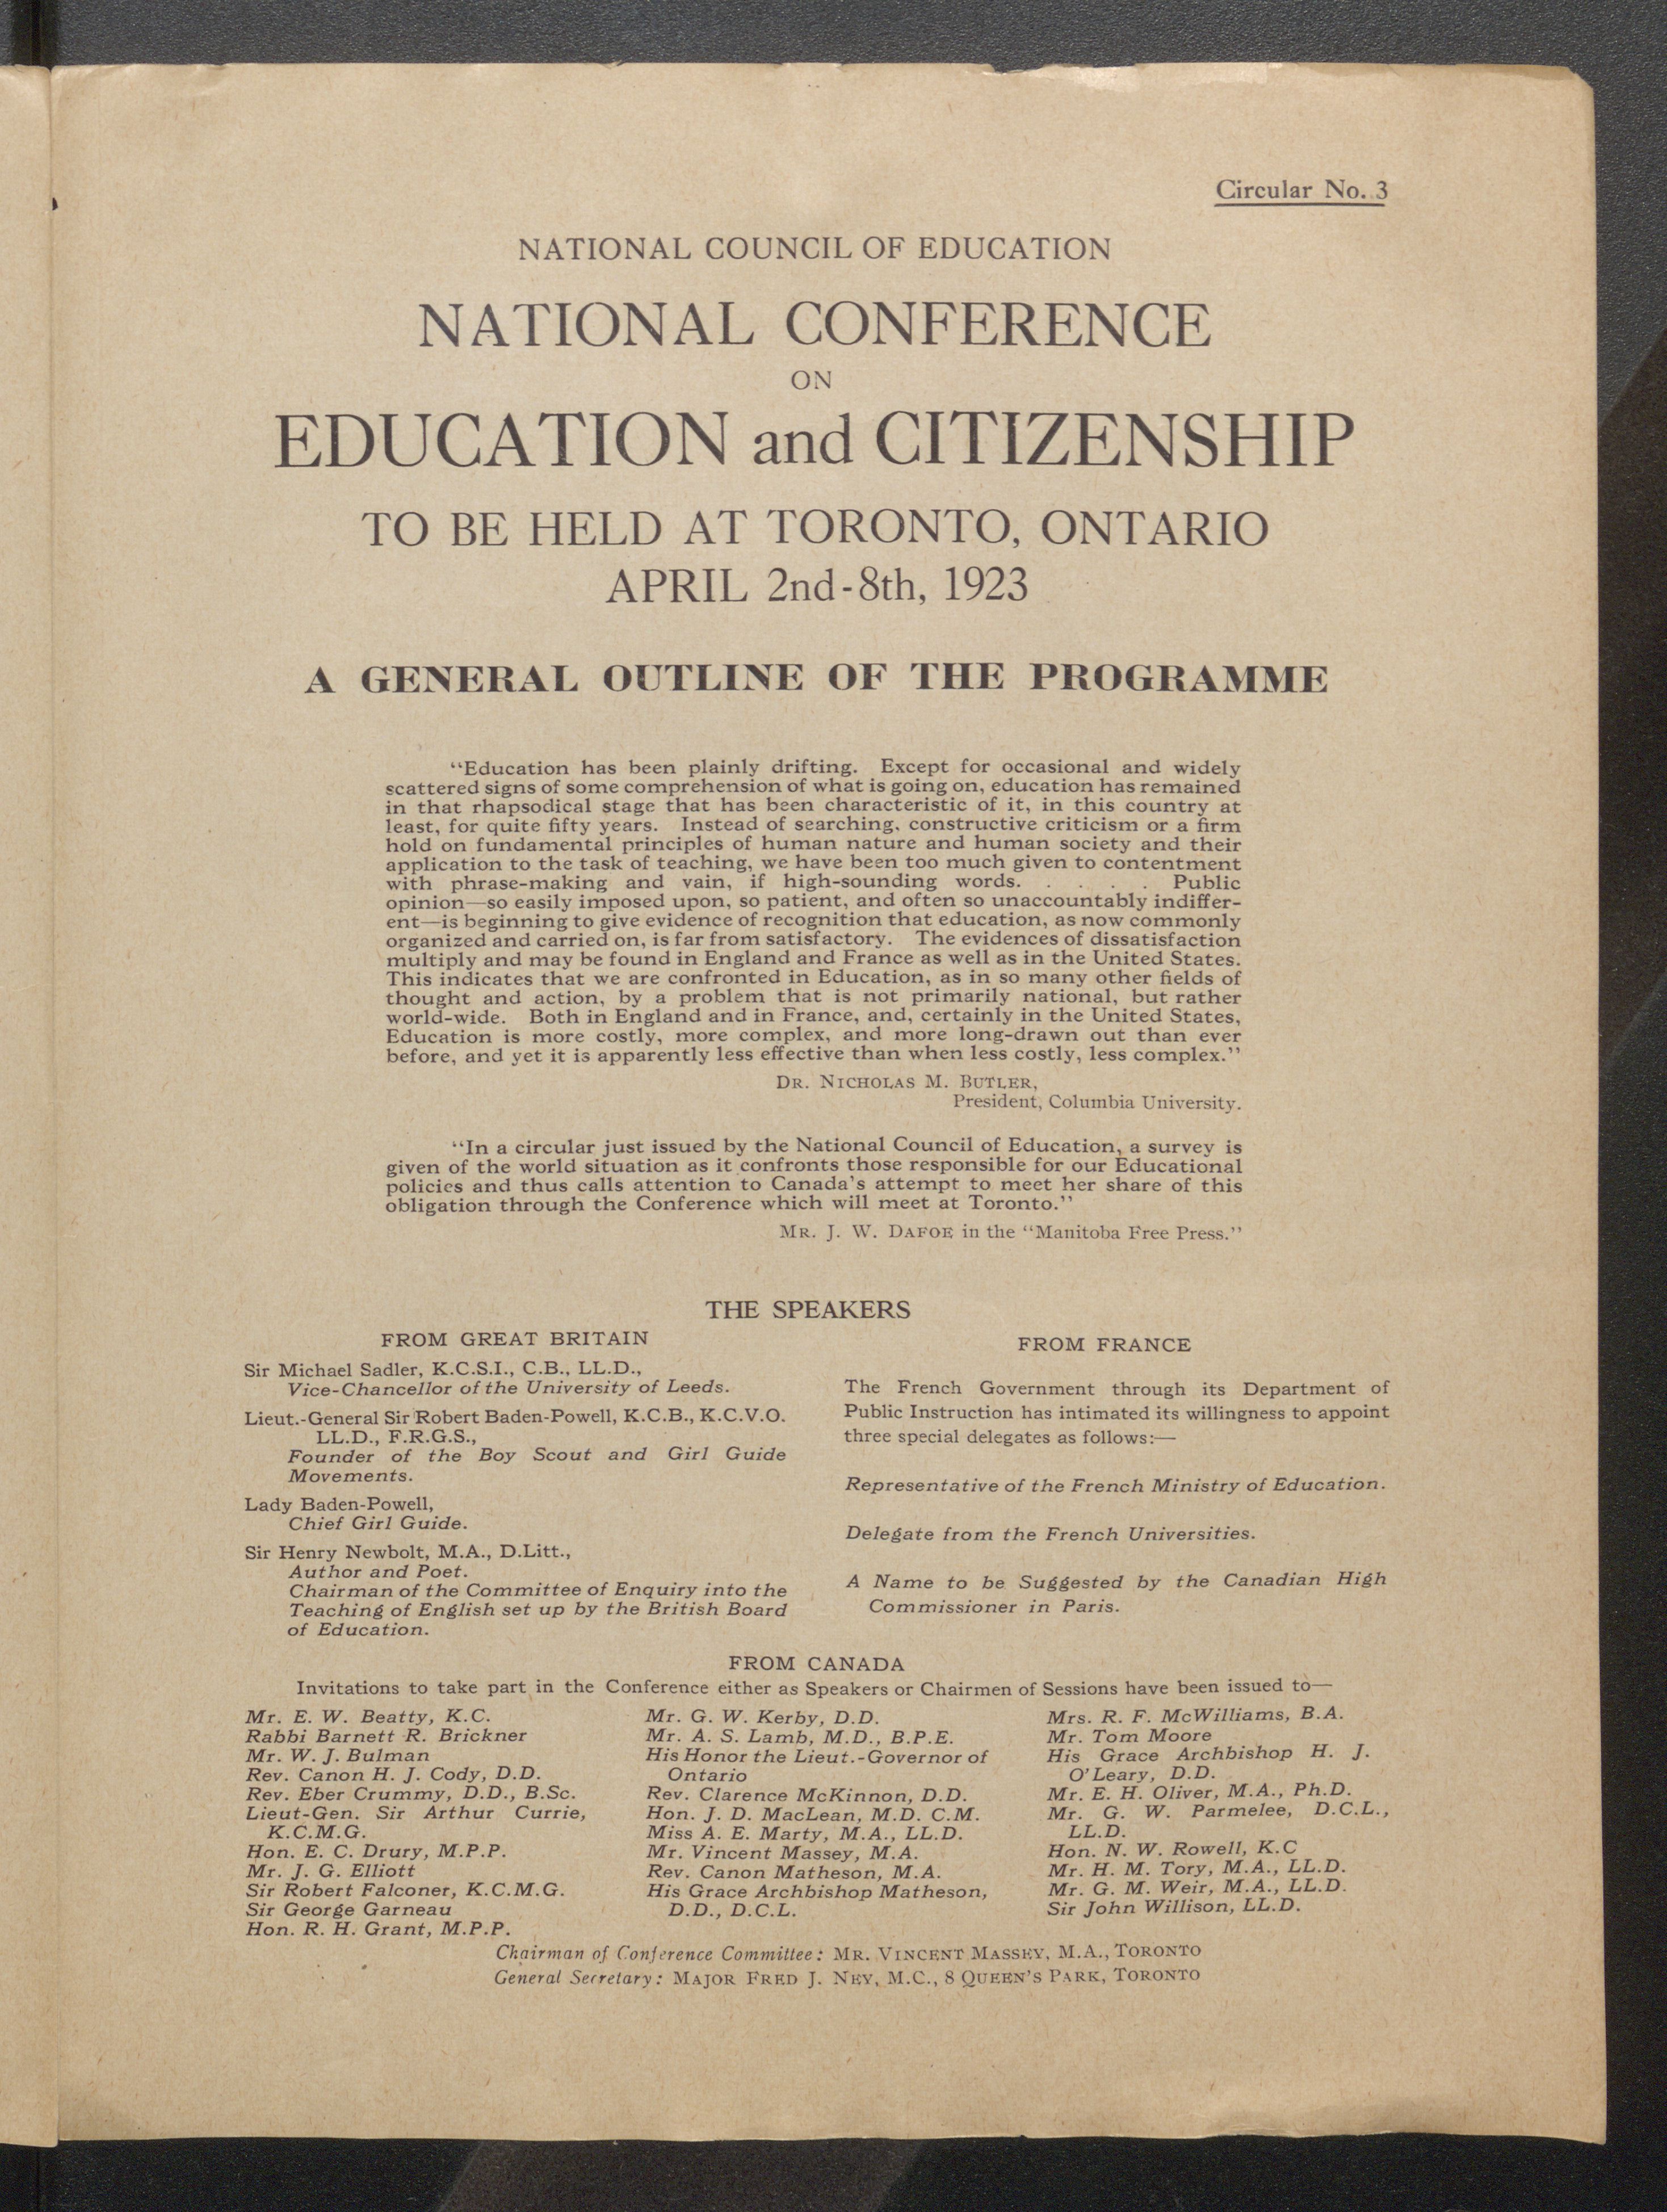 Circular No. 3
NATIONAL COUNCIL OF EDUCATION
NATIONAL CONFERENCE
ON
EDUCATION and CITIZENSHIP
TO BE HELD AT TORONTO, ONTARIO
APRIL 2nd-8th, 1923
A GENERAL OUTLINE OF THE PROGRAMME
“Education has been plainly drifting. Except for occasional and widely
scattered signs of some comprehension of what is going on, education has remained
in that rhapsodical stage that has been characteristic of it, in this country at
least, for quite fifty years. Instead of searching, constructive criticism or a firm
hold on fundamental principles of human nature and human society and their
application to the task of teaching, we have been too much given to contentment
with phrase-making and vain, if high-sounding words. . . . . Public
opinion—so easily imposed upon, so patient, and often so unaccountably indiffer-
ent—is beginning to give evidence of recognition that education, as now commonly
organized and carried on, is far from satisfactory. The evidences of dissatisfaction
multiply and may be found in England and France as well as in the United States.
This indicates that we are confronted in Education, as in so many other fields of
thought and action, by a problem that is not primarily national, but rather
world-wide. Both in England and in France, and, certainly in the United States,
Education is more costly, more complex, and more long-drawn out than ever
before, and yet it is apparently less effective than when less costly, less complex.”
DR. NICHOLAS M. BUTLER,
President, Columbia University.
“In a circular just issued by the National Council of Education, a survey is
given of the world situation as it confronts those responsible for our Educational
policies and thus calls attention to Canada’s attempt to meet her share of this
obligation through the Conference which will meet at Toronto.”
MR. J. W. DAFOE in the “Manitoba Free Press.”
THE SPEAKERS
FROM GREAT BRITAIN
Sir Michael Sadler, K.C.S.I., C.B., LL.D.,
Vice-Chancellor of the University of Leeds.
Lieut.-General Sir Robert Baden-Powell, K.C.B., K.C.V.O.
LL.D., F.R.G.S.,
Founder of the Boy Scout and Girl Guide
Movements.
Lady Baden-Powell,
Chief Girl Guide.
Sir Henry Newbolt, M.A., D.Litt.,
Author and Poet.
Chairman of the Committee of Enquiry into the
Teaching of English set up by the British Board
of Education.
FROM FRANCE
The French Government through its Department of
Public Instruction has intimated its willingness to appoint
three special delegates as follows:—
Representative of the French Ministry of Education.
Delegate from the French Universities.
A Name to be Suggested by the Canadian High
Commissioner in Paris.
FROM CANADA
Invitations to take part in the Conference either as Speakers or Chairmen of Sessions have been issued to—
Mr. E. W. Beatty, K.C.
Rabbi Barnett R. Brickner
Mr. W. J. Bulman
Rev. Canon H. J. Cody, D.D.
Rev. Eber Crummy, D.D., B.Sc.
Lieut-Gen. Sir Arthur Currie,
K.C.M.G.
Hon. E. C. Drury, M.P.P.
Mr. J. G. Elliott
Sir Robert Falconer, K.C.M.G.
Sir George Garneau
Hon. R. H. Grant, M.P.P.
Mr. G. W. Kerby, D.D.
Mr. A. S. Lamb, M.D., B.P.E.
His Honor the Lieut.-Governor of
Ontario
Rev. Clarence McKinnon, D.D.
Hon. J. D. MacLean, M.D. C.M.
Miss A. E. Marty, M.A., LL.D.
Mr. Vincent Massey, M.A.
Rev. Canon Matheson, M.A.
His Grace Archbishop Matheson,
D.D., D.C.L.
Mrs. R. F. McWilliams, B.A.
Mr. Tom Moore
His Grace Archbishop H. J.
O’Leary, D.D.
Mr. E. H. Oliver, M.A., Ph.D.
Mr. G. W. Parmelee, D.C.L.,
LL.D.
Hon. N. W. Rowell, K.C
Mr. H. M. Tory, M.A., LL.D.
Mr. G. M. Weir, M.A., LL.D.
Sir John Willison, LL.D.
Chairman of Conference Committee: MR. VINCENT MASSEY, M.A., TORONTO
General Secretary: MAJOR FRED J. NEY, M.C., 8 QUEEN’S PARK, TORONTO